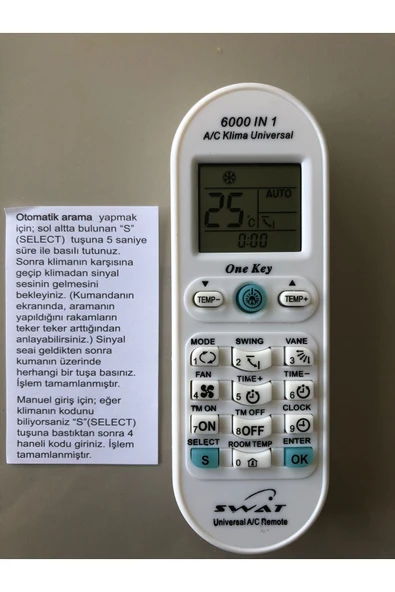 Otomatik arama yapmak
için; sol altta bulunan "S"
(SELECT) tuşuna 5 saniye
süre ile basılı tutunuz.
Sonra klimanın karşısına
geçip klimadan sinyal
sesinin gelmesini
bekleyiniz. (Kumandanın
ekranında, aramanın
yapıldığını rakamların
teker teker arttığından
anlayabilirsiniz.) Sinyal
seai geldikten sonra
kumanın üzerinde
herhangi bir tuşa basınız.
İşlem tamamlanmıştır.
Manuel giriş için; eğer
klimanın kodunu
biliyorsaniz "S"(SELECT)
tuşuna bastıktan sonra 4
haneli kodu giriniz. İşlem
tamamlanmıştır.
6000 IN 1
A/C Klima Universal
AUTO
25°C
0:00
One Key
TEMP- TEMP+
MODE SWING VANE
1 2 3
FAN TIME+ TIME-
4 5 6
TM ON TM OFF CLOCK
7ON 8OFF 9
SELECT ROOM TEMP ENTER
S 0 OK
SWAT
Universal A/C Remote